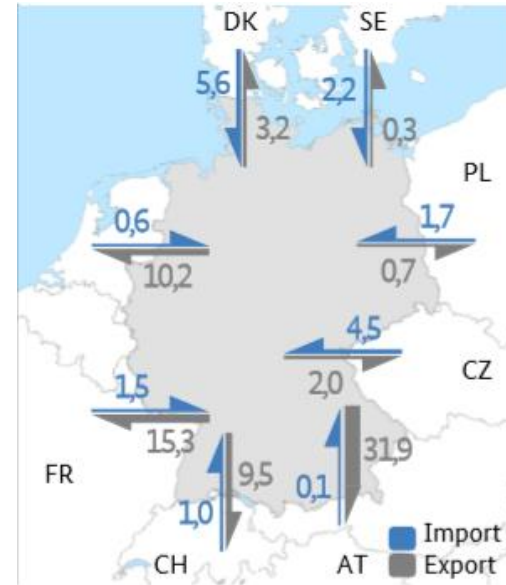 DK
SE
5,6
2,2
3,2
0,3
PL
0,6
1,7
10,2
0,7
4,5
CZ
2,0
1,5
15,3
31,9
FR
9,5
0,1
1,0
Import
CH
AT
Export